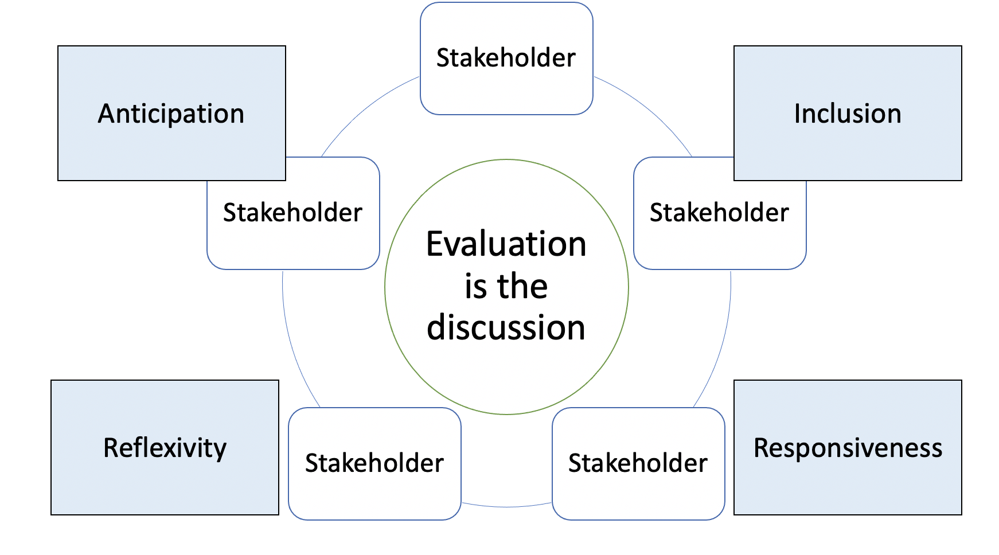 Stakeholder
Anticipation
Inclusion
Stakeholder
Stakeholder
Evaluation
is the
discussion
Reflexivity
Responsiveness
Stakeholder
Stakeholder